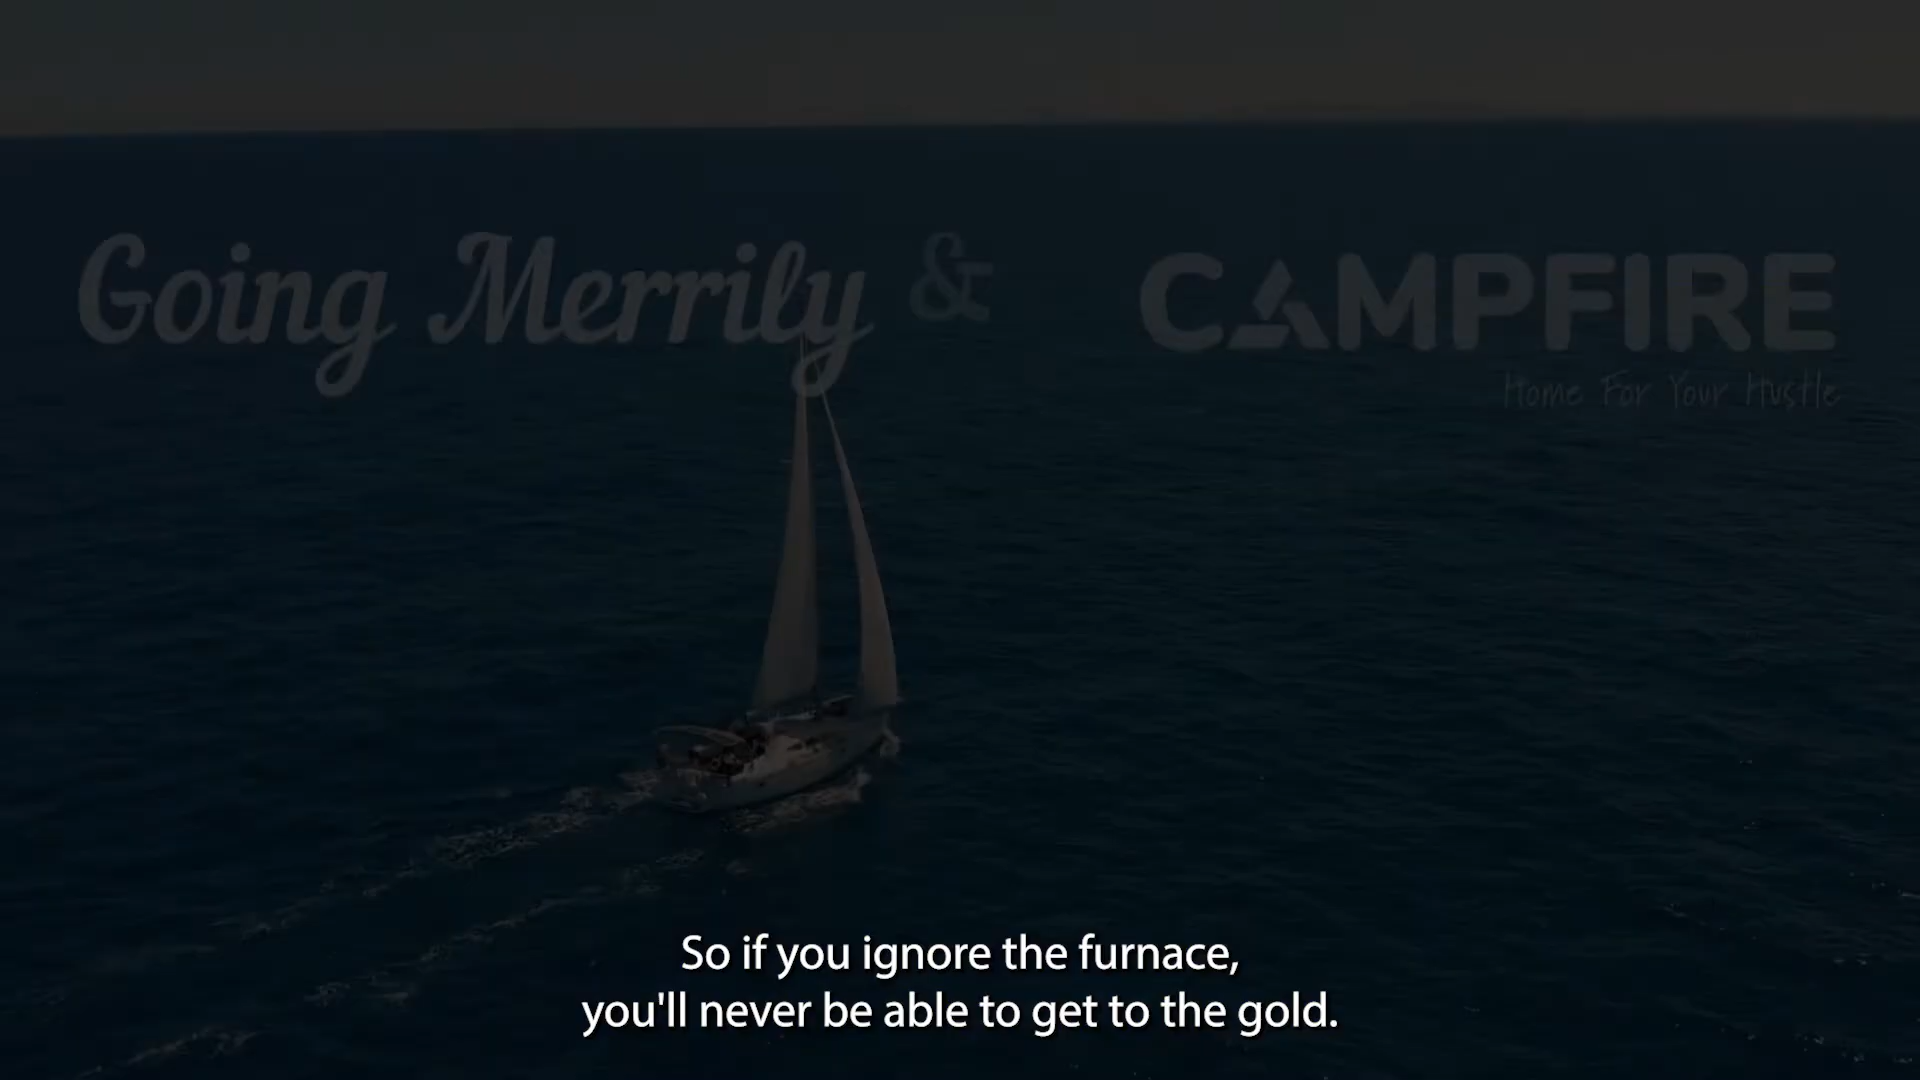 Going Merrily & CAMPFIRE
Home For Your Hustle
So if you ignore the furnace,
you'll never be able to get to the gold.